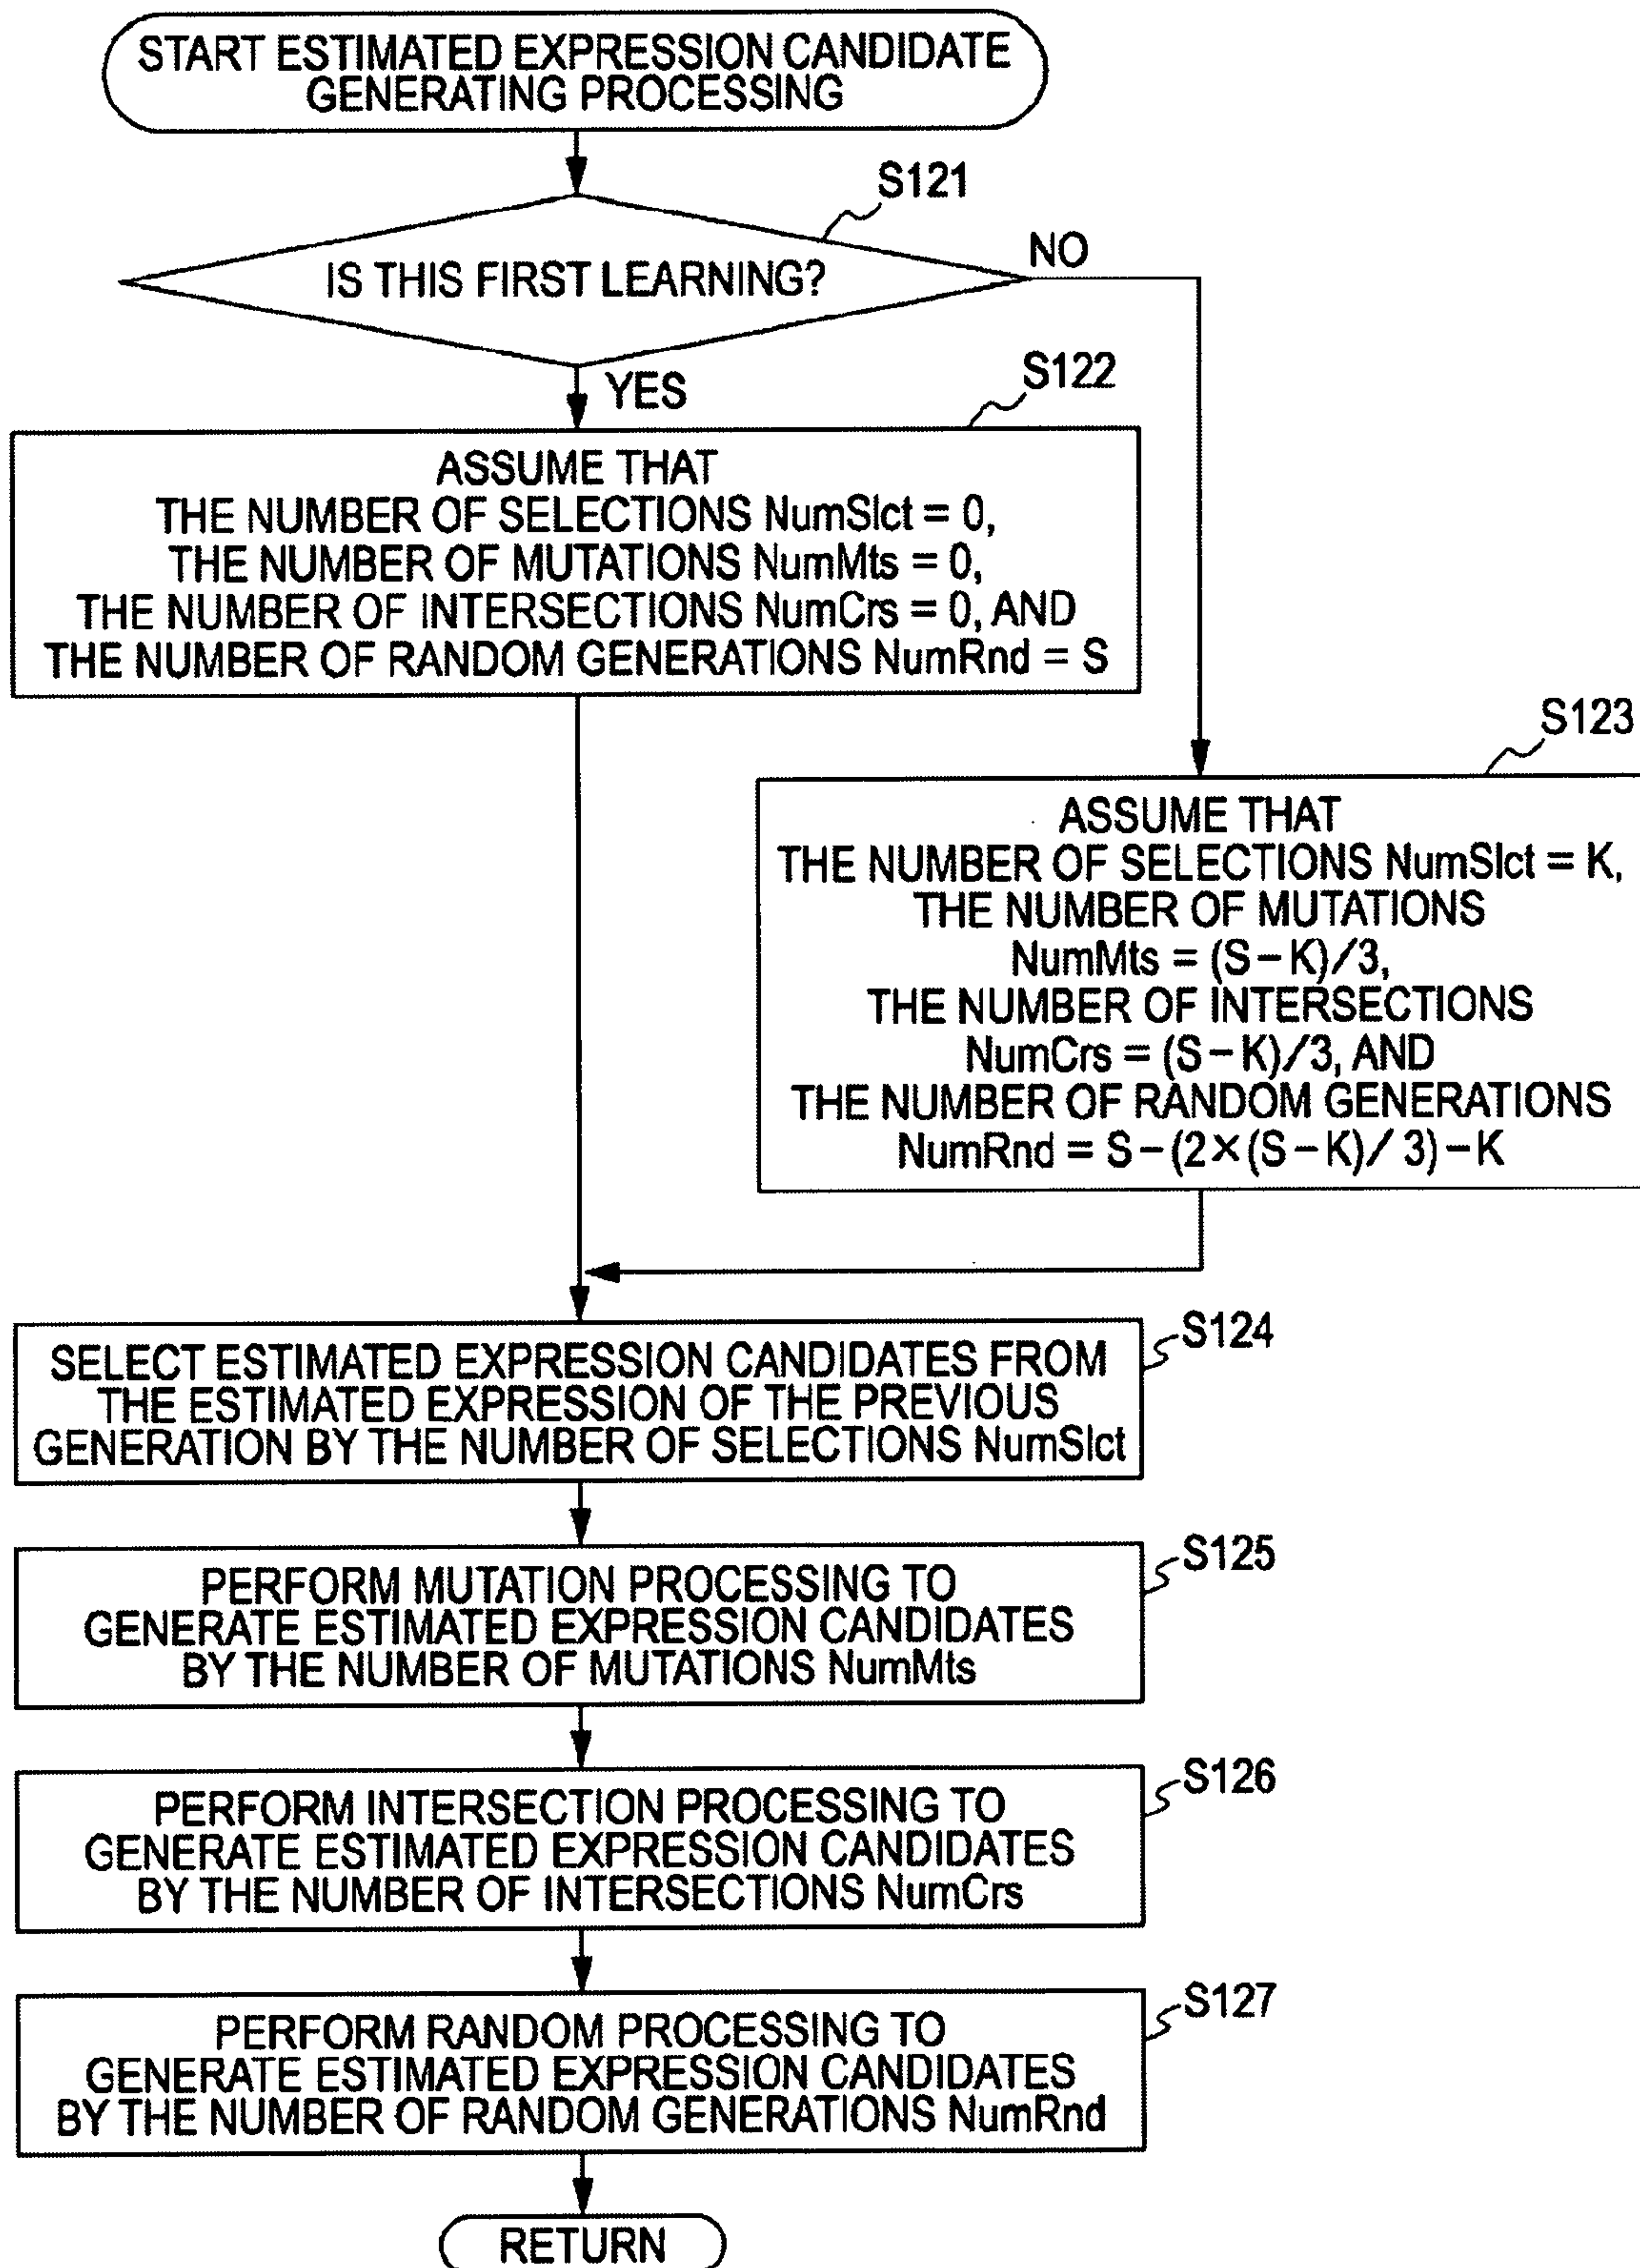 START ESTIMATED EXPRESSION CANDIDATE
GENERATING PROCESSING
S121
IS THIS FIRST LEARNING?
NO
YES
S122
ASSUME THAT
THE NUMBER OF SELECTIONS NumSlct = 0,
THE NUMBER OF MUTATIONS NumMts = 0,
THE NUMBER OF INTERSECTIONS NumCrs = 0, AND
THE NUMBER OF RANDOM GENERATIONS NumRnd = S
S123
ASSUME THAT
THE NUMBER OF SELECTIONS NumSlct = K,
THE NUMBER OF MUTATIONS
NumMts = (S-K)/3,
THE NUMBER OF INTERSECTIONS
NumCrs = (S-K)/3, AND
THE NUMBER OF RANDOM GENERATIONS
NumRnd = S-(2×(S-K)/3)-K
S124
SELECT ESTIMATED EXPRESSION CANDIDATES FROM
THE ESTIMATED EXPRESSION OF THE PREVIOUS
GENERATION BY THE NUMBER OF SELECTIONS NumSlct
S125
PERFORM MUTATION PROCESSING TO
GENERATE ESTIMATED EXPRESSION CANDIDATES
BY THE NUMBER OF MUTATIONS NumMts
S126
PERFORM INTERSECTION PROCESSING TO
GENERATE ESTIMATED EXPRESSION CANDIDATES
BY THE NUMBER OF INTERSECTIONS NumCrs
S127
PERFORM RANDOM PROCESSING TO
GENERATE ESTIMATED EXPRESSION CANDIDATES
BY THE NUMBER OF RANDOM GENERATIONS NumRnd
RETURN